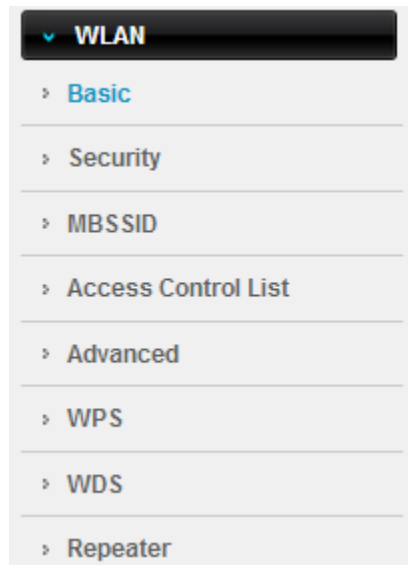 WLAN
Basic
Security
MBSSID
Access Control List
Advanced
WPS
WDS
Repeater